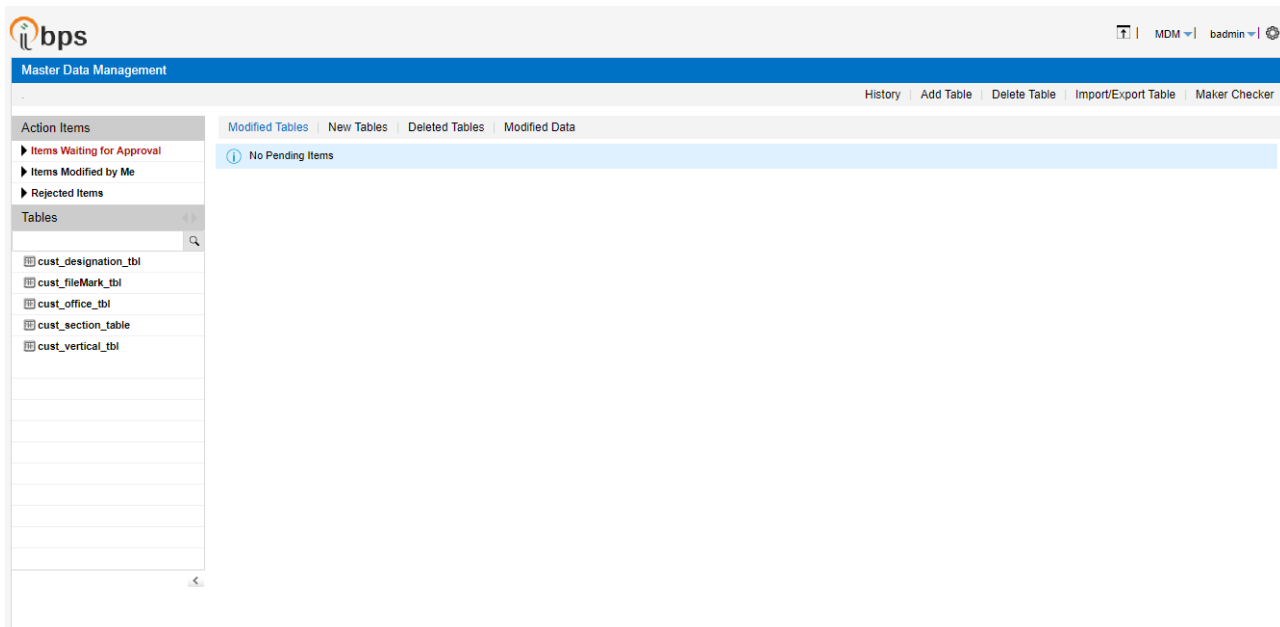 ibps
MDM badmin
Master Data Management
History Add Table Delete Table Import/Export Table Maker Checker
Action Items
Modified Tables New Tables Deleted Tables Modified Data
Items Waiting for Approval
No Pending Items
Items Modified by Me
Rejected Items
Tables
cust_designation_tbl
cust_fileMark_tbl
cust_office_tbl
cust_section_table
cust_vertical_tbl